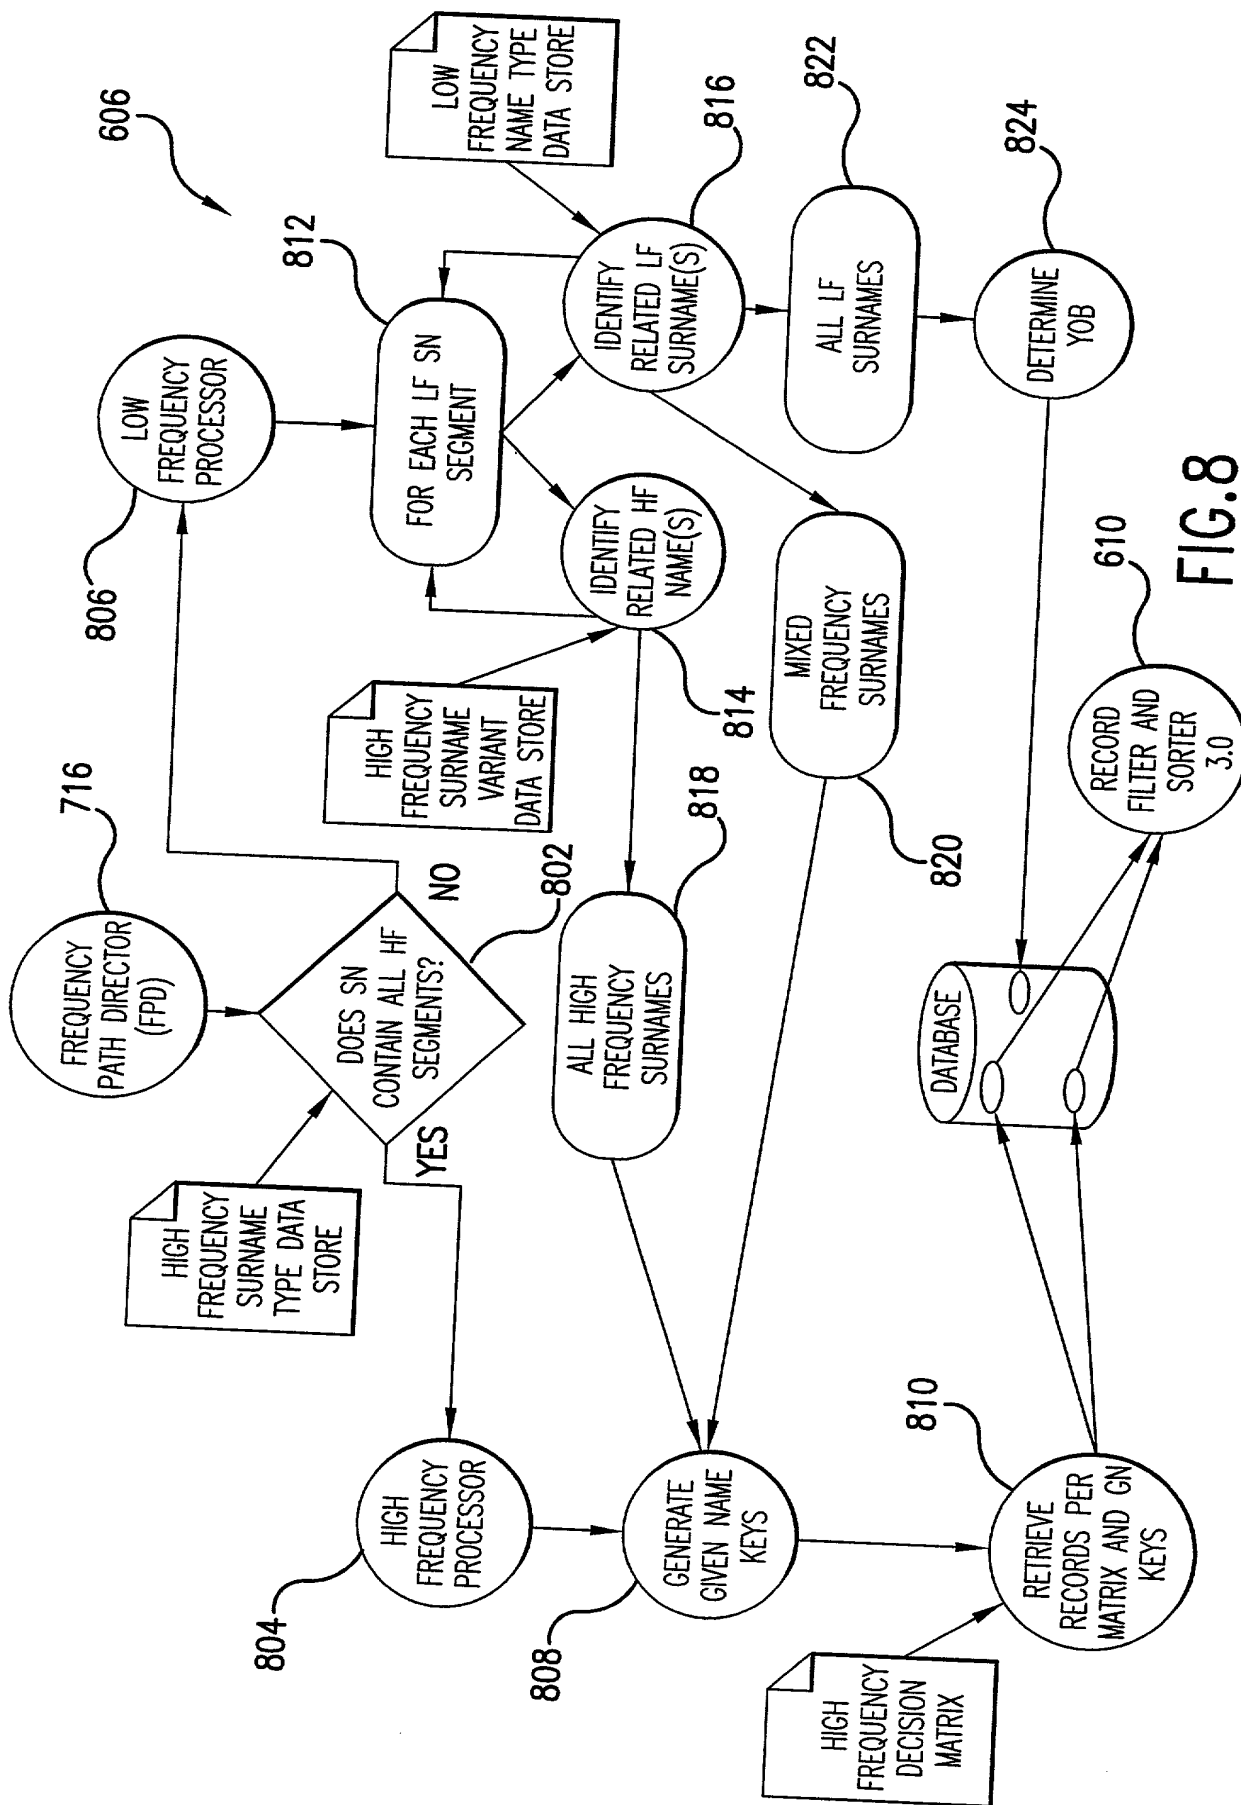 606
716
FREQUENCY
PATH DIRECTOR
(FPD)
HIGH
FREQUENCY
SURNAME
TYPE DATA
STORE
DOES SN
CONTAIN ALL HF
SEGMENTS?
802
YES
NO
804
HIGH
FREQUENCY
PROCESSOR
806
LOW
FREQUENCY
PROCESSOR
812
FOR EACH LF SN
SEGMENT
LOW
FREQUENCY
NAME TYPE
DATA STORE
HIGH
FREQUENCY
SURNAME
VARIANT
DATA STORE
IDENTIFY
RELATED HF
NAME(S)
814
IDENTIFY
RELATED LF
SURNAME(S)
816
808
GENERATE
GIVEN NAME
KEYS
ALL HIGH
FREQUENCY
SURNAMES
818
MIXED
FREQUENCY
SURNAMES
820
ALL LF
SURNAMES
822
HIGH
FREQUENCY
DECISION
MATRIX
810
RETRIEVE
RECORDS PER
MATRIX AND GN
KEYS
DATABASE
RECORD
FILTER AND
SORTER
3.0
610
DETERMINE
YOB
824
FIG.8